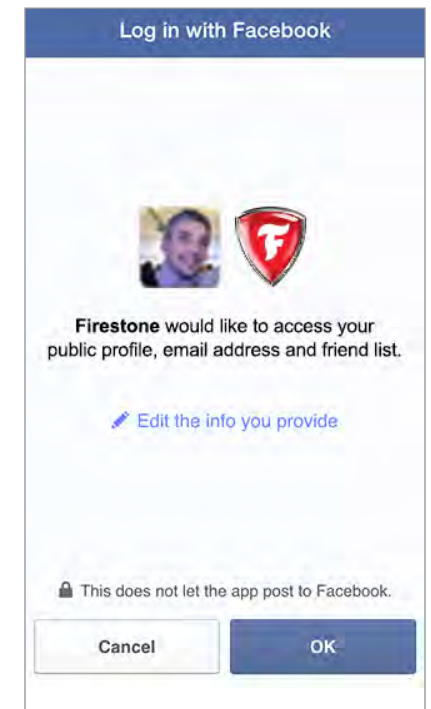 Log in with Facebook
F
Firestone would like to access your
public profile, email address and friend list.
Edit the info you provide
This does not let the app post to Facebook.
Cancel
OK